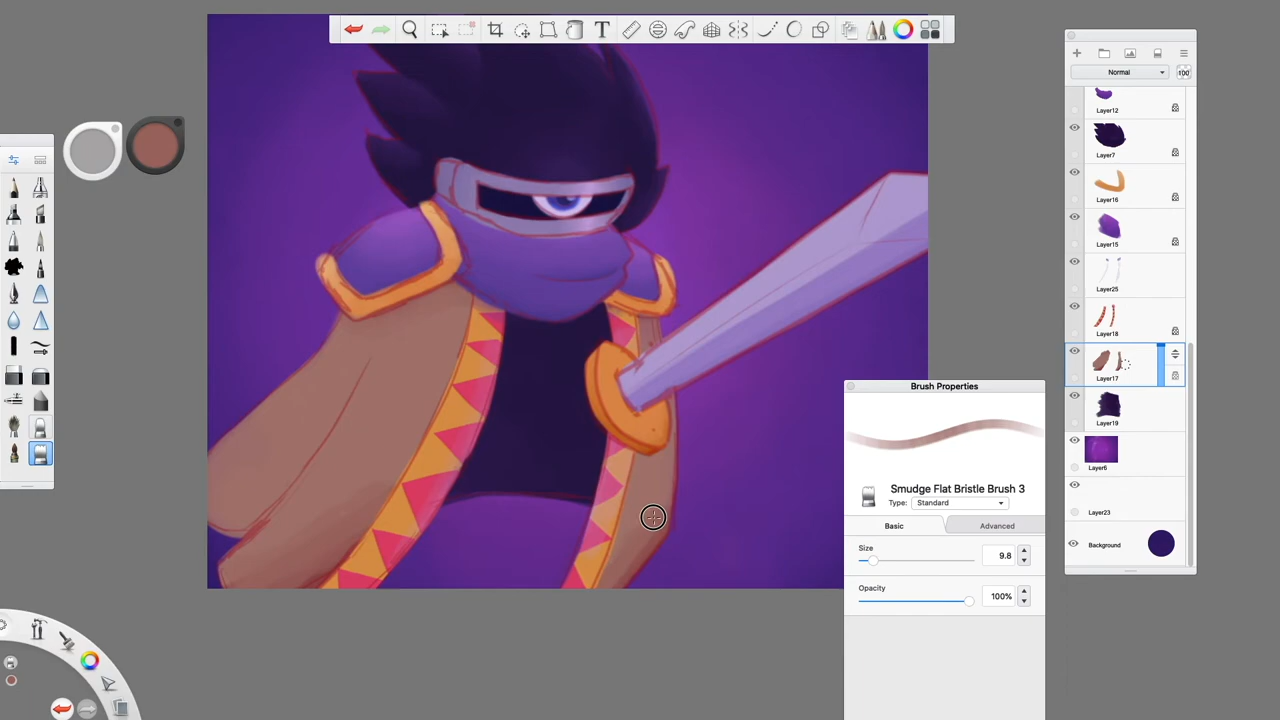 T
Normal
100
Layer12
Layer7
Layer16
Layer15
Layer25
Layer18
Layer17
Layer19
Layer6
Layer23
Background
Brush Properties
Smudge Flat Bristle Brush 3
Type: Standard
Basic
Advanced
Size
9.8
Opacity
100%